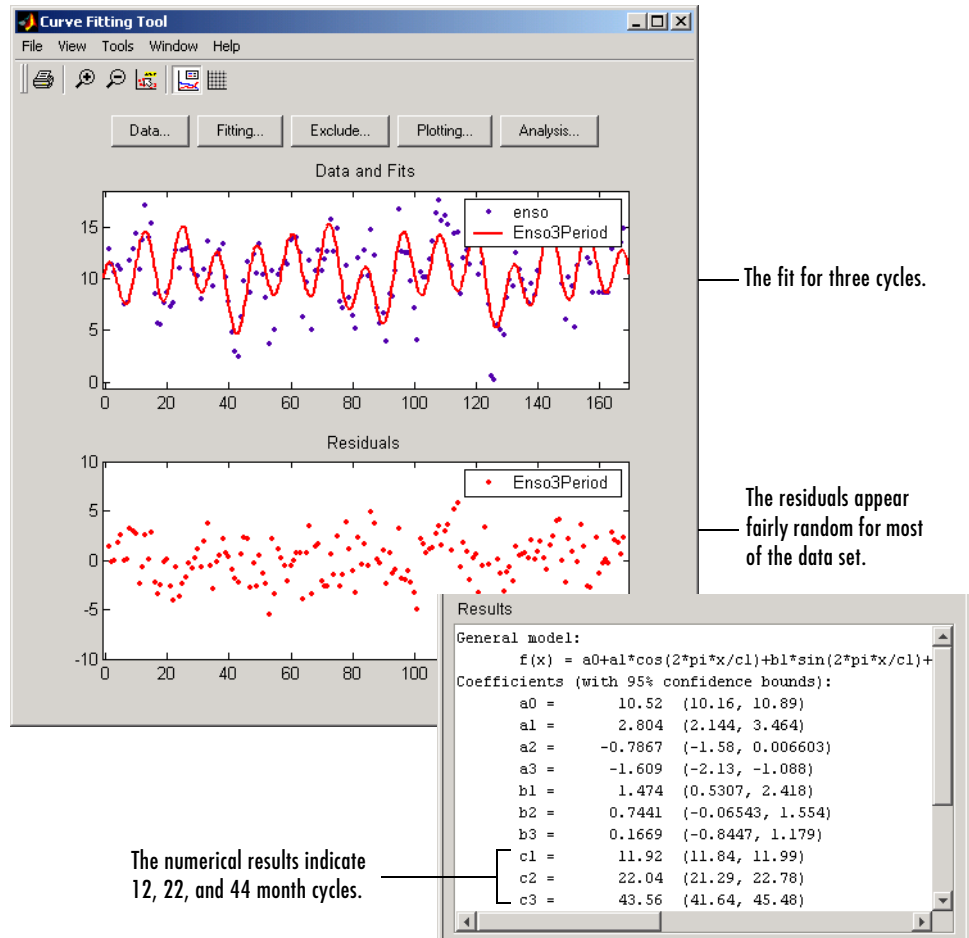 Curve Fitting Tool
File View Tools Window Help
Data... Fitting... Exclude... Plotting... Analysis...
Data and Fits
enso
Enso3Period
15
10
5
0
0 20 40 60 80 100 120 140 160
The fit for three cycles.
Residuals
Enso3Period
10
5
0
-5
-10
0 20 40 60 80 100
The residuals appear
fairly random for most
of the data set.
Results
General model:
f(x) = a0+a1*cos(2*pi*x/c1)+b1*sin(2*pi*x/c1)+
Coefficients (with 95% confidence bounds):
a0 = 10.52 (10.16, 10.89)
a1 = 2.804 (2.144, 3.464)
a2 = -0.7867 (-1.58, 0.006603)
a3 = -1.609 (-2.13, -1.088)
b1 = 1.474 (0.5307, 2.418)
b2 = 0.7441 (-0.06543, 1.554)
b3 = 0.1669 (-0.8447, 1.179)
c1 = 11.92 (11.84, 11.99)
c2 = 22.04 (21.29, 22.78)
c3 = 43.56 (41.64, 45.48)
The numerical results indicate
12, 22, and 44 month cycles.